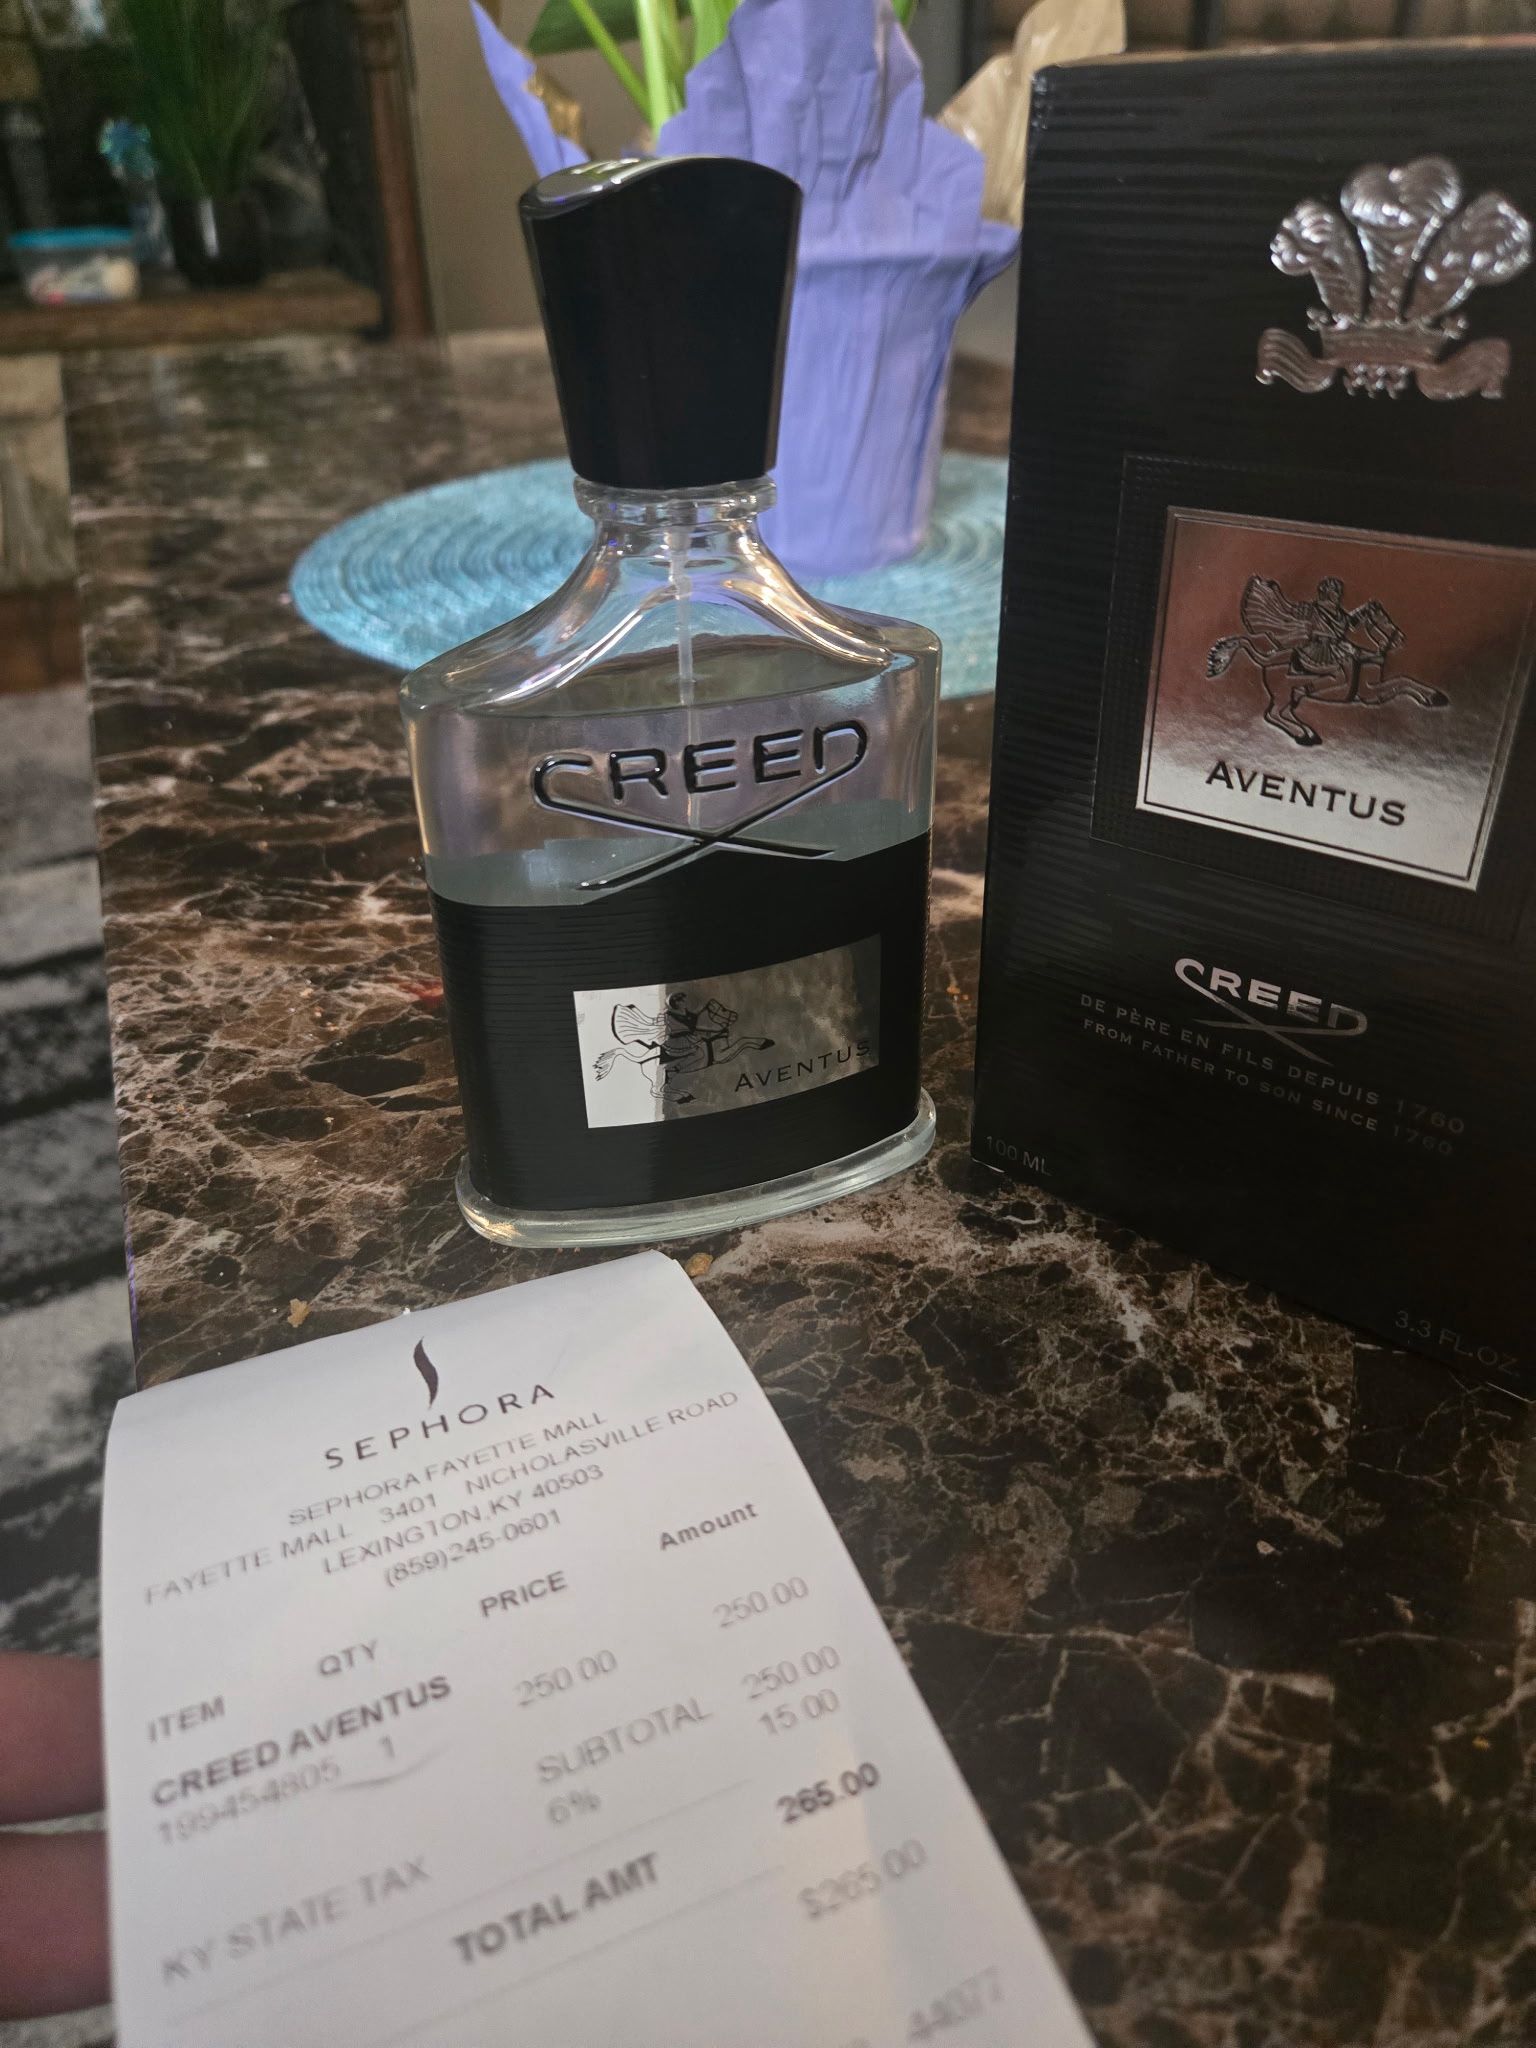 CREED
AVENTUS
AVENTUS
CREED
DE PÈRE EN FILS DEPUIS 1760
FROM FATHER TO SON SINCE 1760
100 ML
3.3 FL.OZ
SEPHORA
SEPHORA FAYETTE MALL
FAYETTE MALL 3401 NICHOLASVILLE ROAD
LEXINGTON,KY 40503
(859)245-0601
ITEM QTY PRICE Amount
CREED AVENTUS
199454805 1 250.00 250.00
SUBTOTAL 250.00
KY STATE TAX 6% 15.00
TOTAL AMT 265.00
$265.00
44077